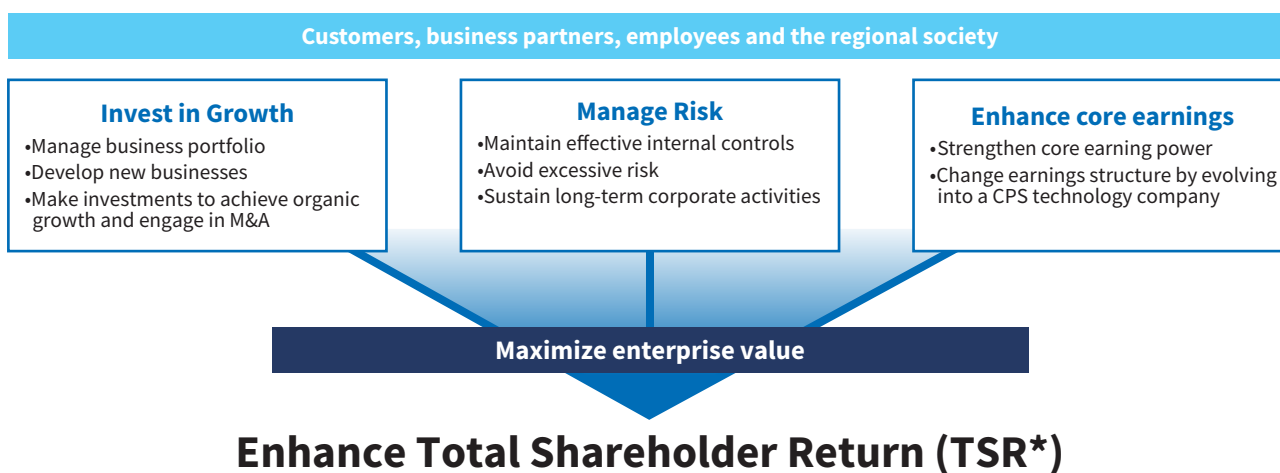 Customers, business partners, employees and the regional society
Invest in Growth
•Manage business portfolio
•Develop new businesses
•Make investments to achieve organic
growth and engage in M&A
Manage Risk
•Maintain effective internal controls
•Avoid excessive risk
•Sustain long-term corporate activities
Enhance core earnings
•Strengthen core earning power
•Change earnings structure by evolving
into a CPS technology company
Maximize enterprise value
Enhance Total Shareholder Return (TSR*)